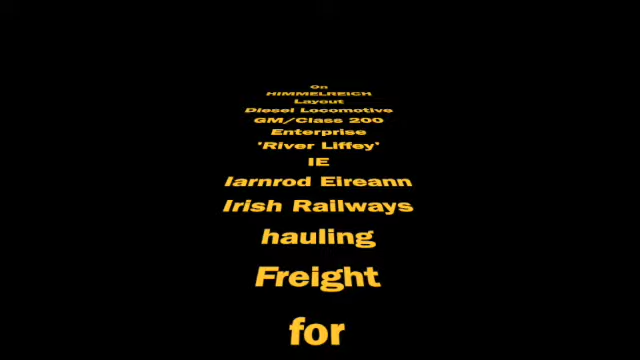 On
HIMMELREICH
Layout
Diesel Locomotive
GM/Class 200
Enterprise
'River Liffey'
IE
Iarnrod Eireann
Irish Railways
hauling
Freight
for